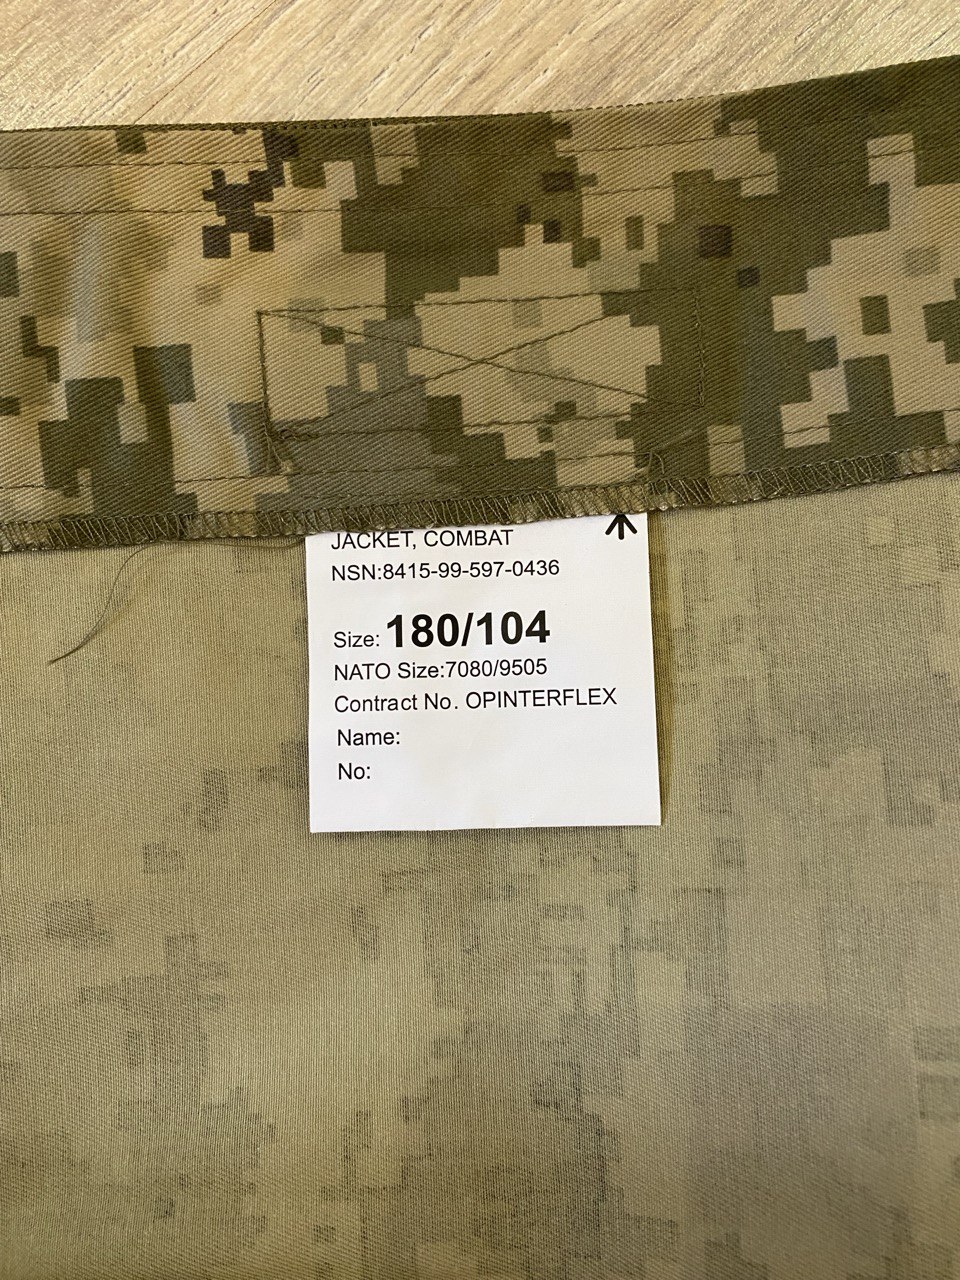 JACKET, COMBAT
NSN:8415-99-597-0436
Size: 180/104
NATO Size:7080/9505
Contract No. OPINTERFLEX
Name:
No: